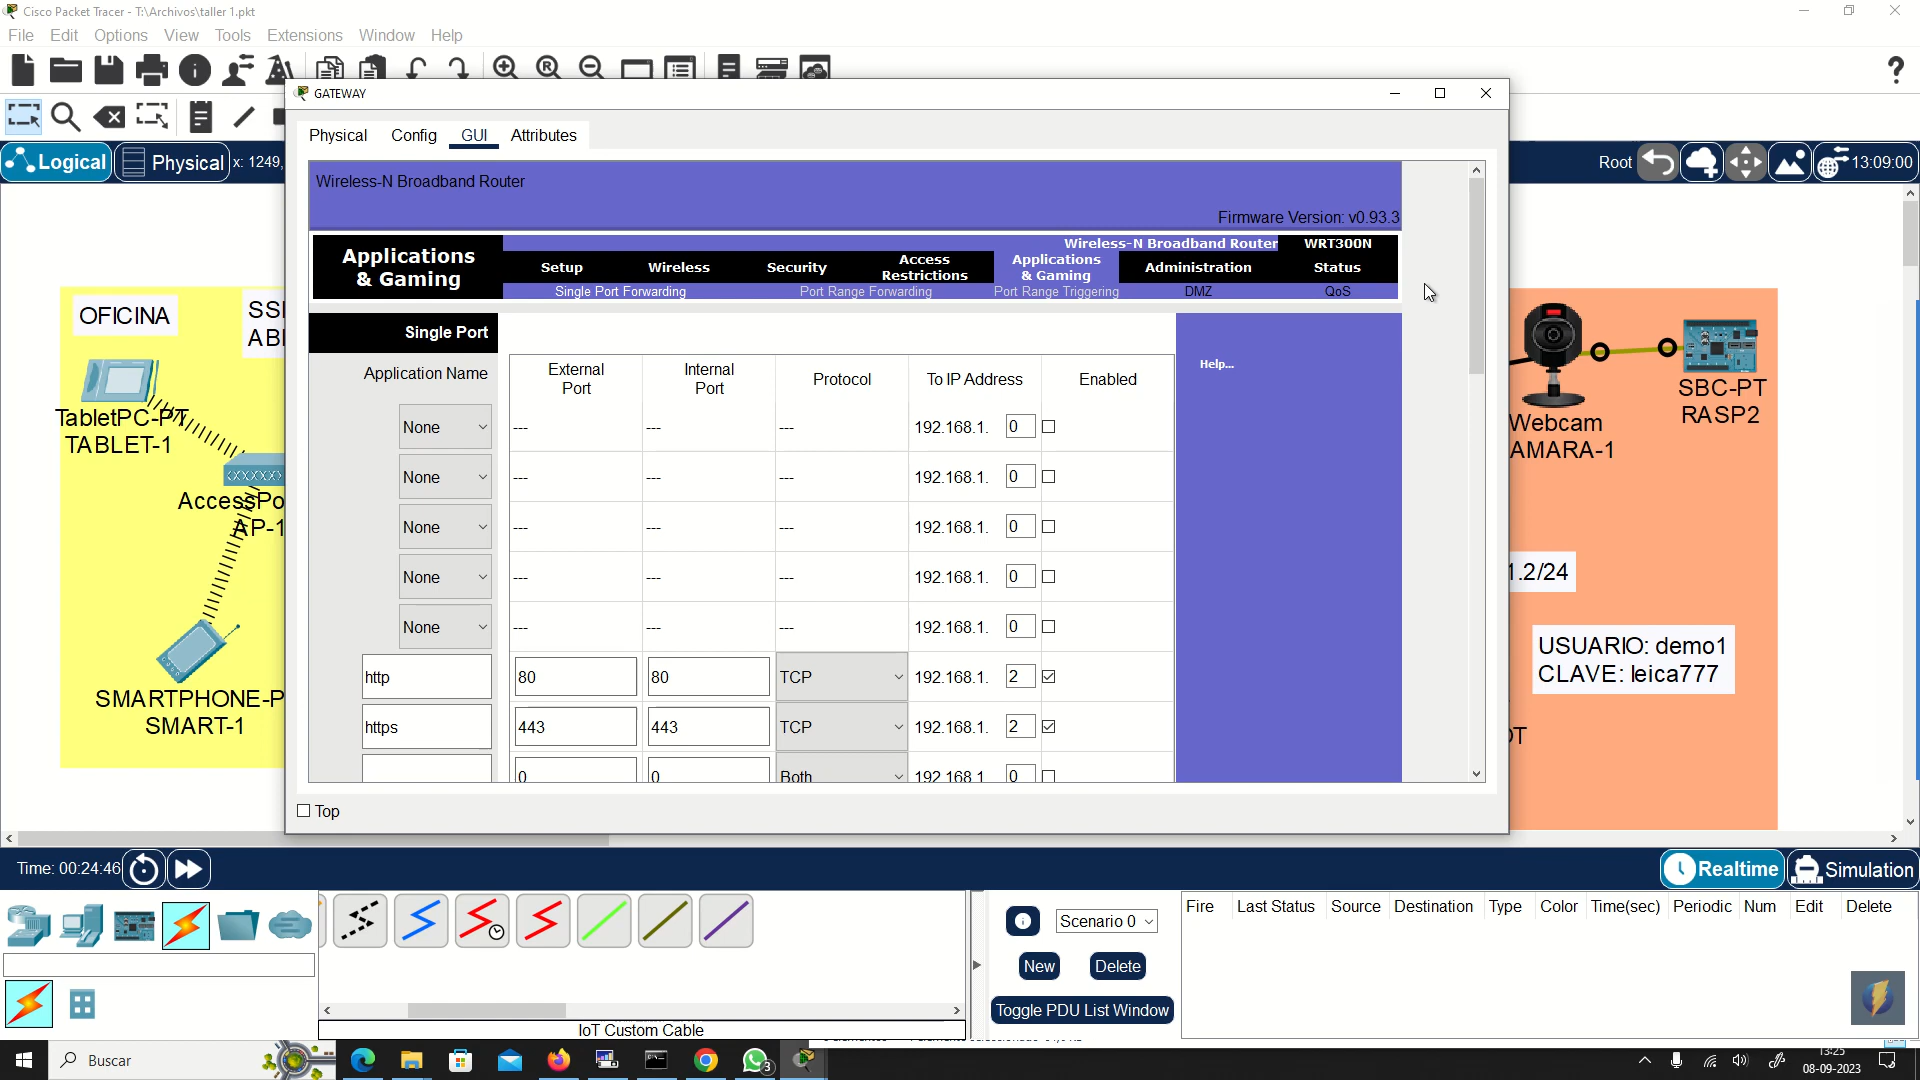 Cisco Packet Tracer - T:\Archivos\taller 1.pkt
File Edit Options View Tools Extensions Window Help
GATEWAY
Physical Config GUI Attributes
Logical Physical x: 1249, Root 13:09:00
Wireless-N Broadband Router
Firmware Version: v0.93.3
Wireless-N Broadband Router WRT300N
Applications & Gaming
Setup Wireless Security Access Restrictions Applications & Gaming Administration Status
Single Port Forwarding Port Range Forwarding Port Range Triggering DMZ QoS
Single Port
Help...
Application Name External Port Internal Port Protocol To IP Address Enabled
None --- --- --- 192.168.1. 0
None --- --- --- 192.168.1. 0
None --- --- --- 192.168.1. 0
None --- --- --- 192.168.1. 0
None --- --- --- 192.168.1. 0
http 80 80 TCP 192.168.1. 2
https 443 443 TCP 192.168.1. 2
0 0 Both 192.168.1 0
Top
OFICINA
SSI
ABI
TabletPC-PT
TABLET-1
AccessPo
AP-1
SMARTPHONE-P
SMART-1
Webcam
AMARA-1
SBC-PT
RASP2
1.2/24
USUARIO: demo1
CLAVE: leica777
OT
Time: 00:24:46 Realtime Simulation
Scenario 0
New Delete
Toggle PDU List Window
Fire Last Status Source Destination Type Color Time(sec) Periodic Num Edit Delete
IoT Custom Cable
Buscar
3
13:25
08-09-2023